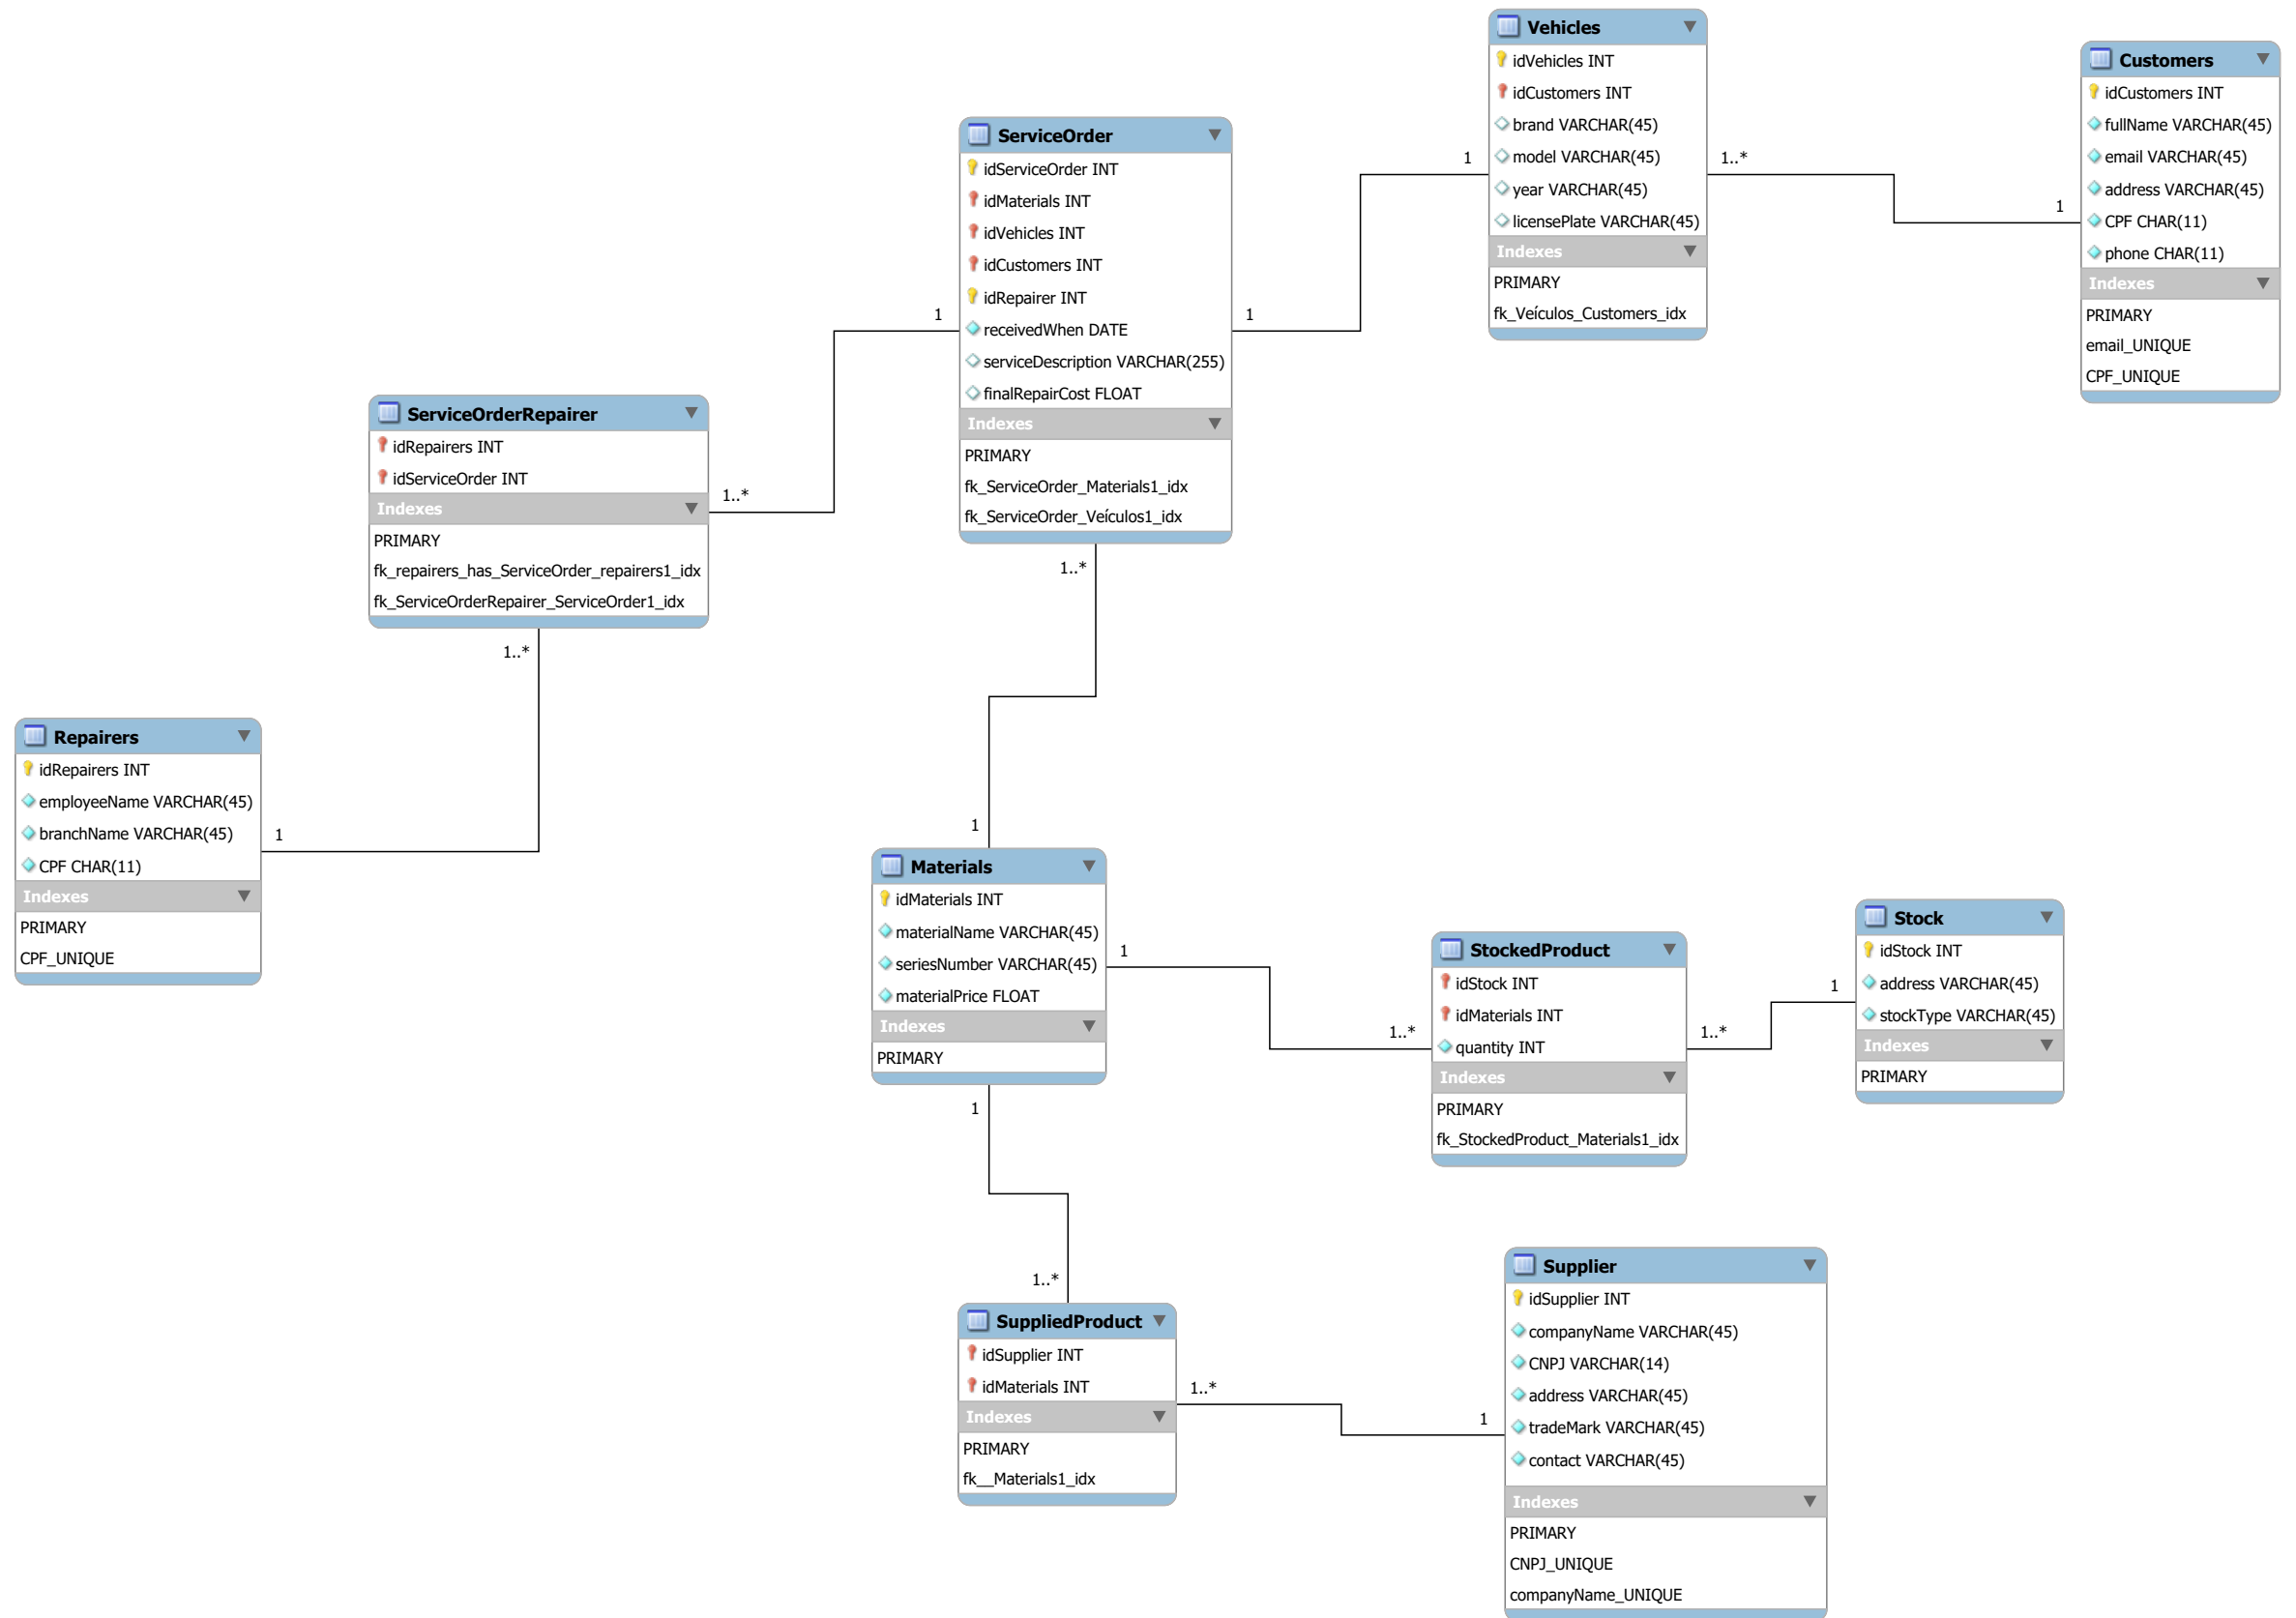 Vehicles
idVehicles INT
idCustomers INT
brand VARCHAR(45)
model VARCHAR(45)
year VARCHAR(45)
licensePlate VARCHAR(45)
Indexes
PRIMARY
fk_Veículos_Customers_idx
Customers
idCustomers INT
fullName VARCHAR(45)
email VARCHAR(45)
address VARCHAR(45)
CPF CHAR(11)
phone CHAR(11)
Indexes
PRIMARY
email_UNIQUE
CPF_UNIQUE
1..*
1
1
1
ServiceOrder
idServiceOrder INT
idMaterials INT
idVehicles INT
idCustomers INT
idRepairer INT
receivedWhen DATE
serviceDescription VARCHAR(255)
finalRepairCost FLOAT
Indexes
PRIMARY
fk_ServiceOrder_Materials1_idx
fk_ServiceOrder_Veículos1_idx
1
1..*
1..*
1
ServiceOrderRepairer
idRepairers INT
idServiceOrder INT
Indexes
PRIMARY
fk_repairers_has_ServiceOrder_repairers1_idx
fk_ServiceOrderRepairer_ServiceOrder1_idx
1..*
1
Repairers
idRepairers INT
employeeName VARCHAR(45)
branchName VARCHAR(45)
CPF CHAR(11)
Indexes
PRIMARY
CPF_UNIQUE
Materials
idMaterials INT
materialName VARCHAR(45)
seriesNumber VARCHAR(45)
materialPrice FLOAT
Indexes
PRIMARY
1
1..*
StockedProduct
idStock INT
idMaterials INT
quantity INT
Indexes
PRIMARY
fk_StockedProduct_Materials1_idx
1..*
1
Stock
idStock INT
address VARCHAR(45)
stockType VARCHAR(45)
Indexes
PRIMARY
1
1..*
SuppliedProduct
idSupplier INT
idMaterials INT
Indexes
PRIMARY
fk__Materials1_idx
1..*
1
Supplier
idSupplier INT
companyName VARCHAR(45)
CNPJ VARCHAR(14)
address VARCHAR(45)
tradeMark VARCHAR(45)
contact VARCHAR(45)
Indexes
PRIMARY
CNPJ_UNIQUE
companyName_UNIQUE